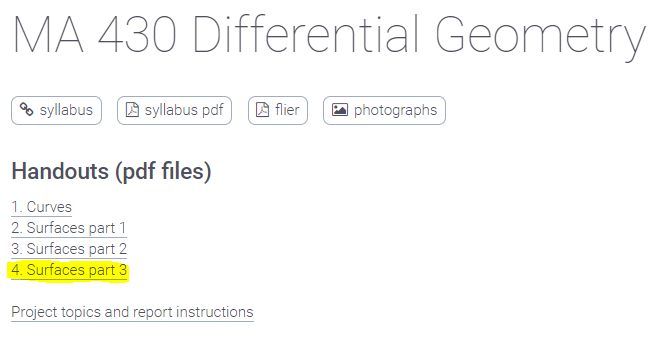 MA 430 Differential Geometry
syllabus syllabus pdf flier photographs
Handouts (pdf files)
1. Curves
2. Surfaces part 1
3. Surfaces part 2
4. Surfaces part 3
Project topics and report instructions